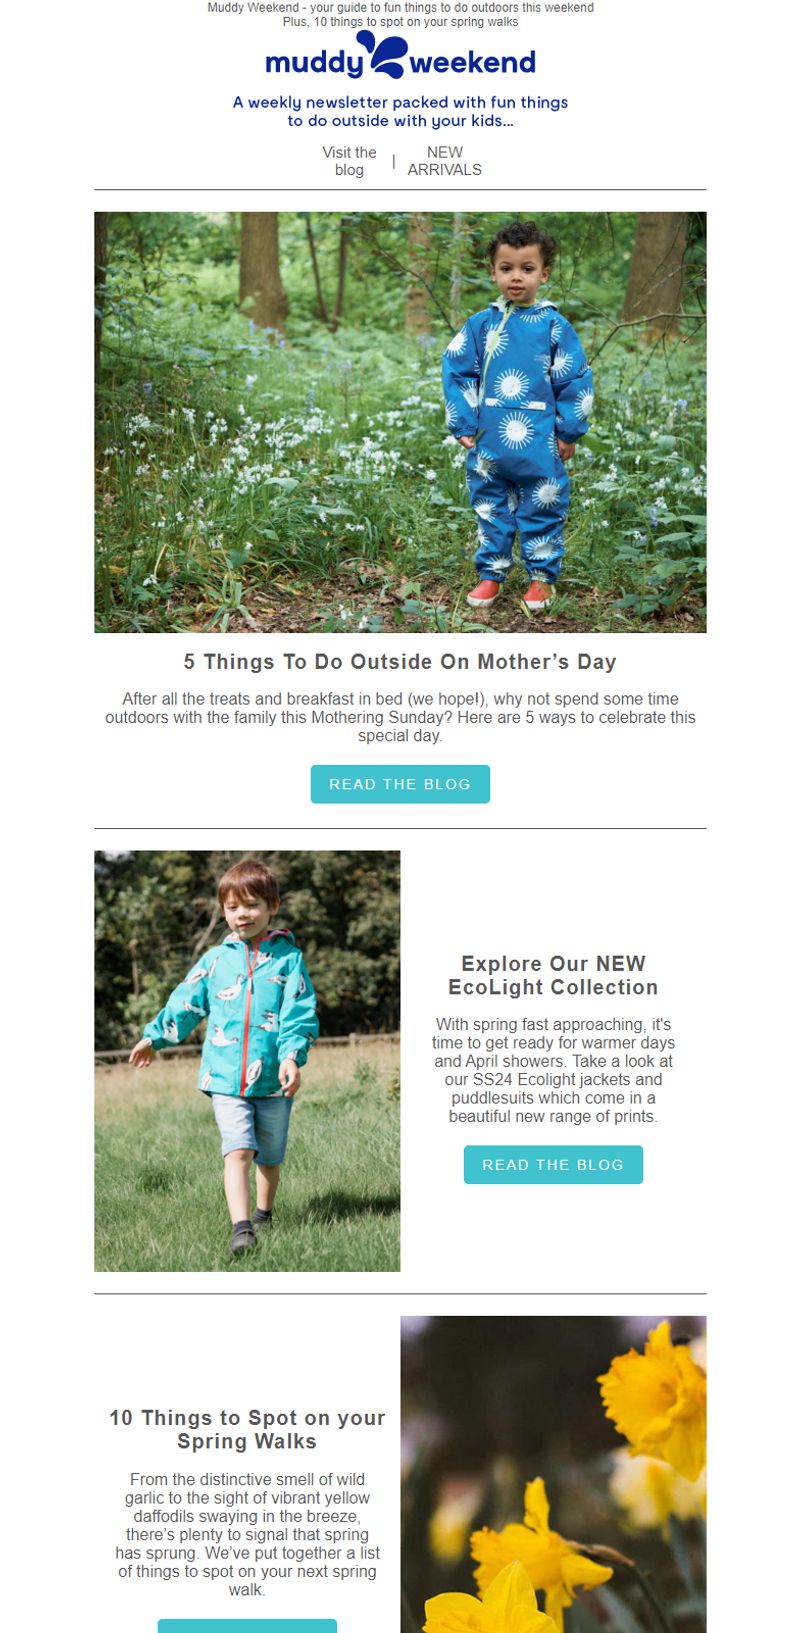 Muddy Weekend - your guide to fun things to do outdoors this weekend
Plus, 10 things to spot on your spring walks
muddy weekend
A weekly newsletter packed with fun things
to do outside with your kids...
Visit the
blog
|
NEW
ARRIVALS
5 Things To Do Outside On Mother’s Day
After all the treats and breakfast in bed (we hope!), why not spend some time
outdoors with the family this Mothering Sunday? Here are 5 ways to celebrate this
special day.
READ THE BLOG
Explore Our NEW
EcoLight Collection
With spring fast approaching, it's
time to get ready for warmer days
and April showers. Take a look at
our SS24 Ecolight jackets and
puddlesuits which come in a
beautiful new range of prints.
READ THE BLOG
10 Things to Spot on your
Spring Walks
From the distinctive smell of wild
garlic to the sight of vibrant yellow
daffodils swaying in the breeze,
there’s plenty to signal that spring
has sprung. We’ve put together a list
of things to spot on your next spring
walk.